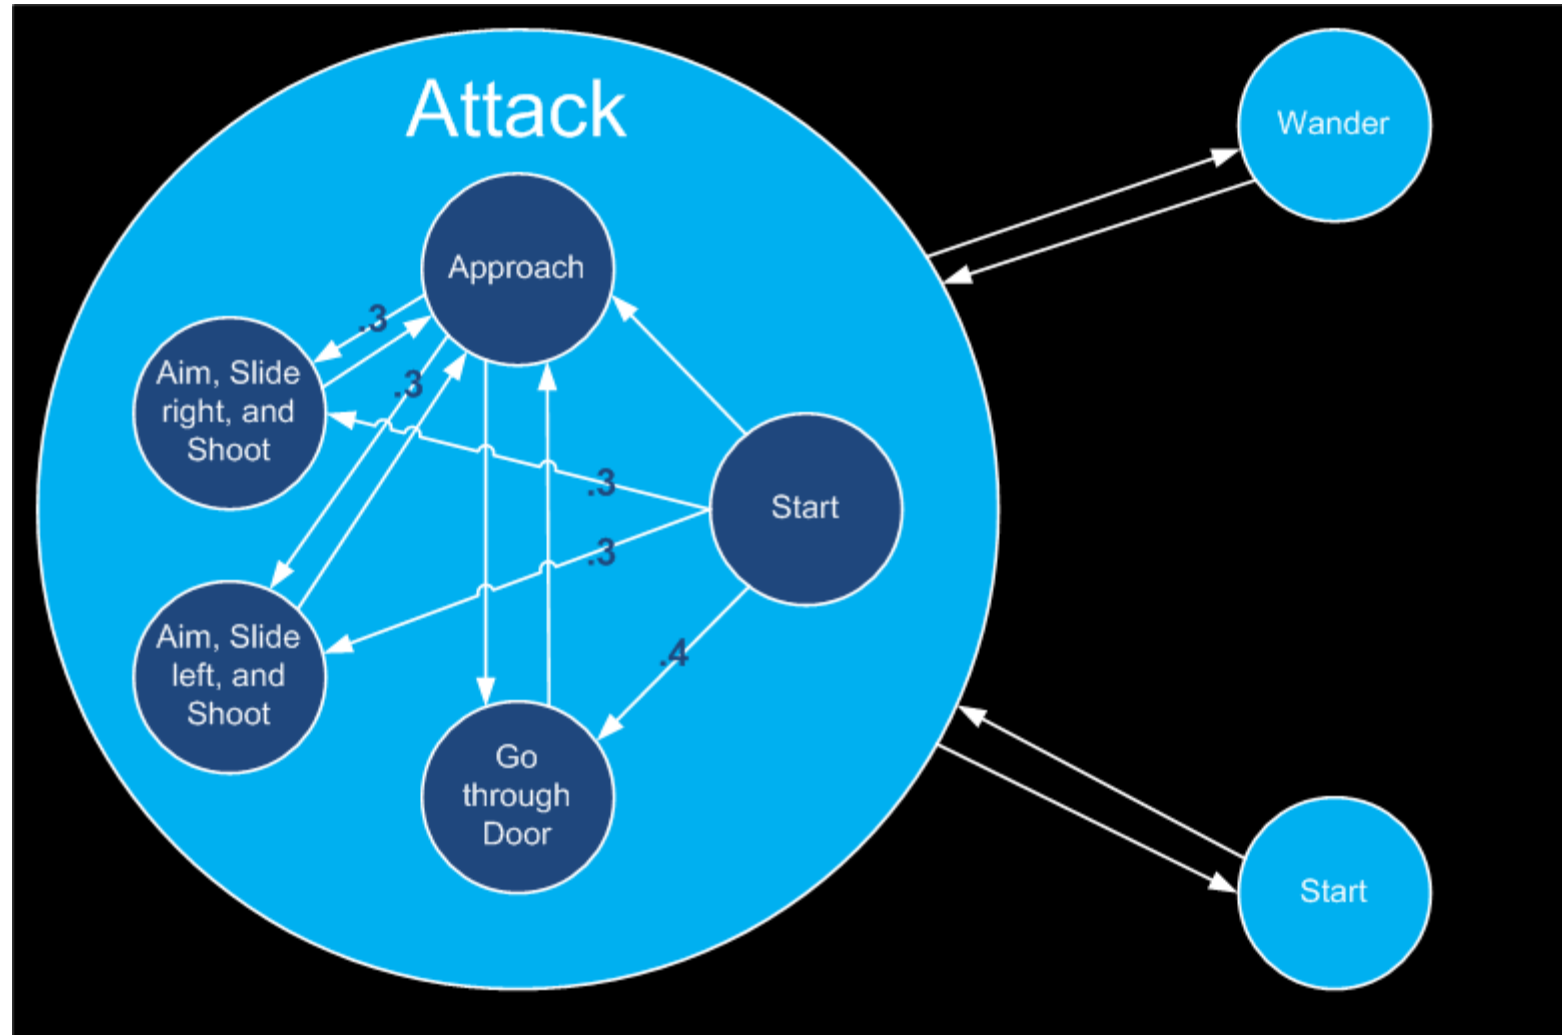 Attack
Wander
Approach
.3
Aim, Slide
right, and
Shoot
.3
.3
Start
.3
Aim, Slide
left, and
Shoot
.4
Go
through
Door
Start